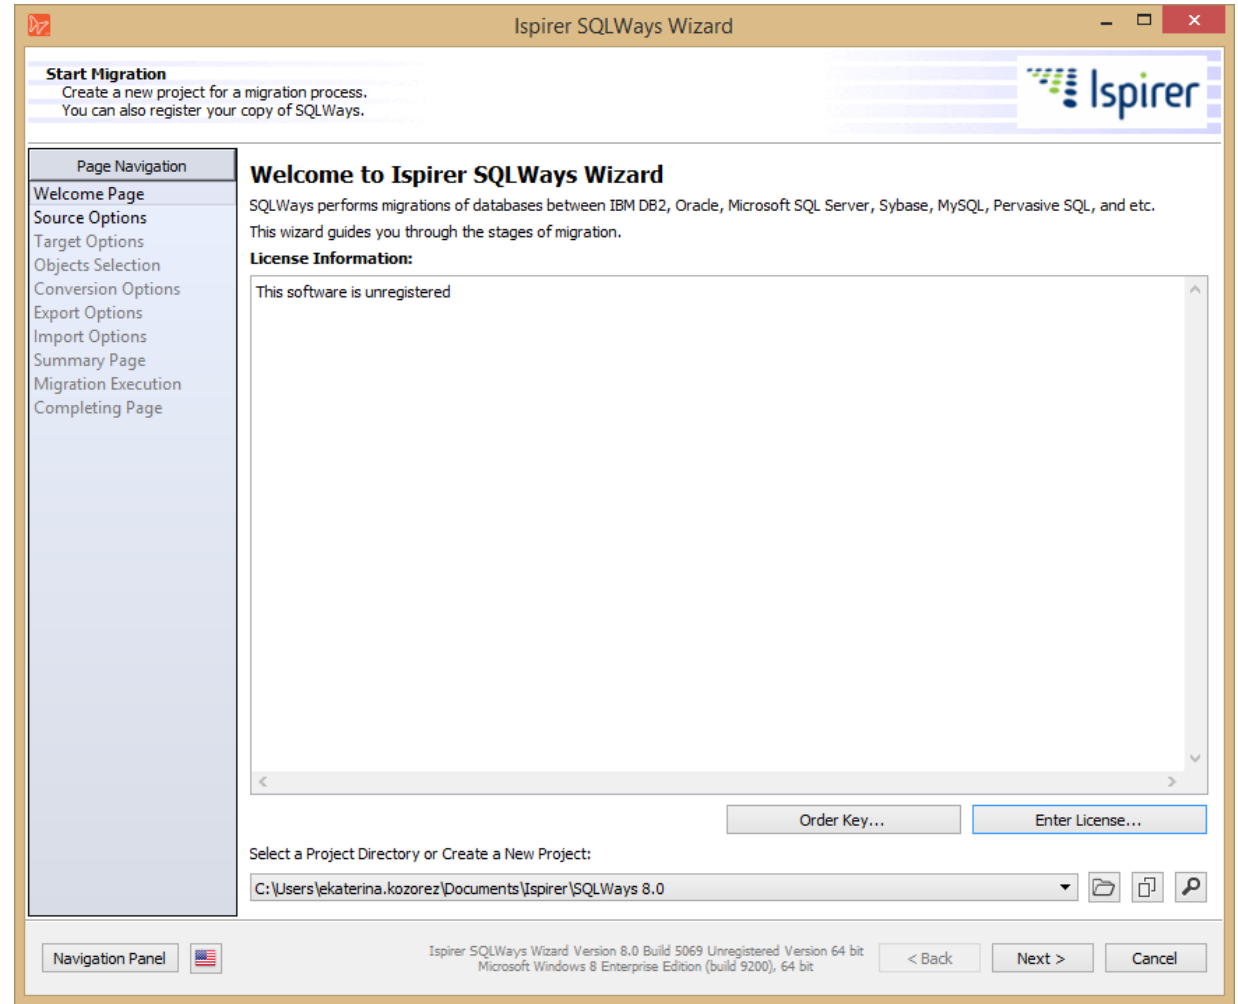 Ispirer SQLWays Wizard
Start Migration
Create a new project for a migration process.
You can also register your copy of SQLWays.
Ispirer
Page Navigation
Welcome Page
Source Options
Target Options
Objects Selection
Conversion Options
Export Options
Import Options
Summary Page
Migration Execution
Completing Page
Welcome to Ispirer SQLWays Wizard
SQLWays performs migrations of databases between IBM DB2, Oracle, Microsoft SQL Server, Sybase, MySQL, Pervasive SQL, and etc.
This wizard guides you through the stages of migration.
License Information:
This software is unregistered
Order Key...
Enter License...
Select a Project Directory or Create a New Project:
C:\Users\ekaterina.kozorez\Documents\Ispirer\SQLWays 8.0
Navigation Panel
Ispirer SQLWays Wizard Version 8.0 Build 5069 Unregistered Version 64 bit
Microsoft Windows 8 Enterprise Edition (build 9200), 64 bit
< Back
Next >
Cancel